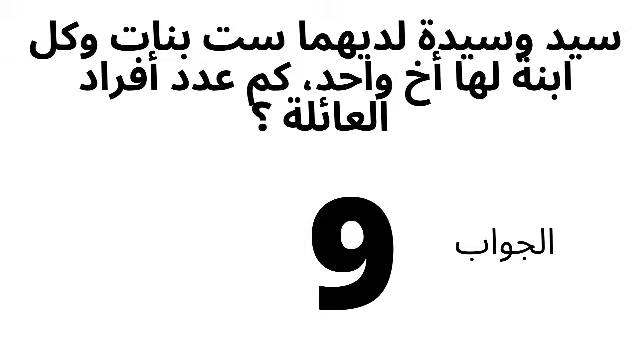 سيد وسيدة لديهما ست بنات وكل
ابنة لها أخ واحد، كم عدد أفراد
العائلة ؟
الجواب
9